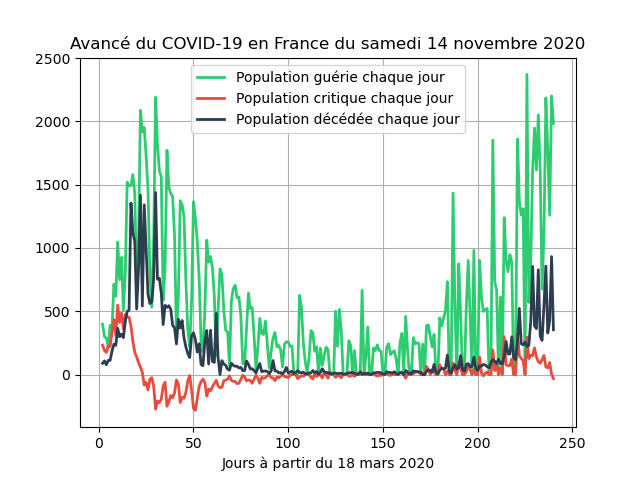 Avancé du COVID-19 en France du samedi 14 novembre 2020
2500
2000
1500
1000
500
0
Population guérie chaque jour
Population critique chaque jour
Population décédée chaque jour
0 50 100 150 200 250
Jours à partir du 18 mars 2020